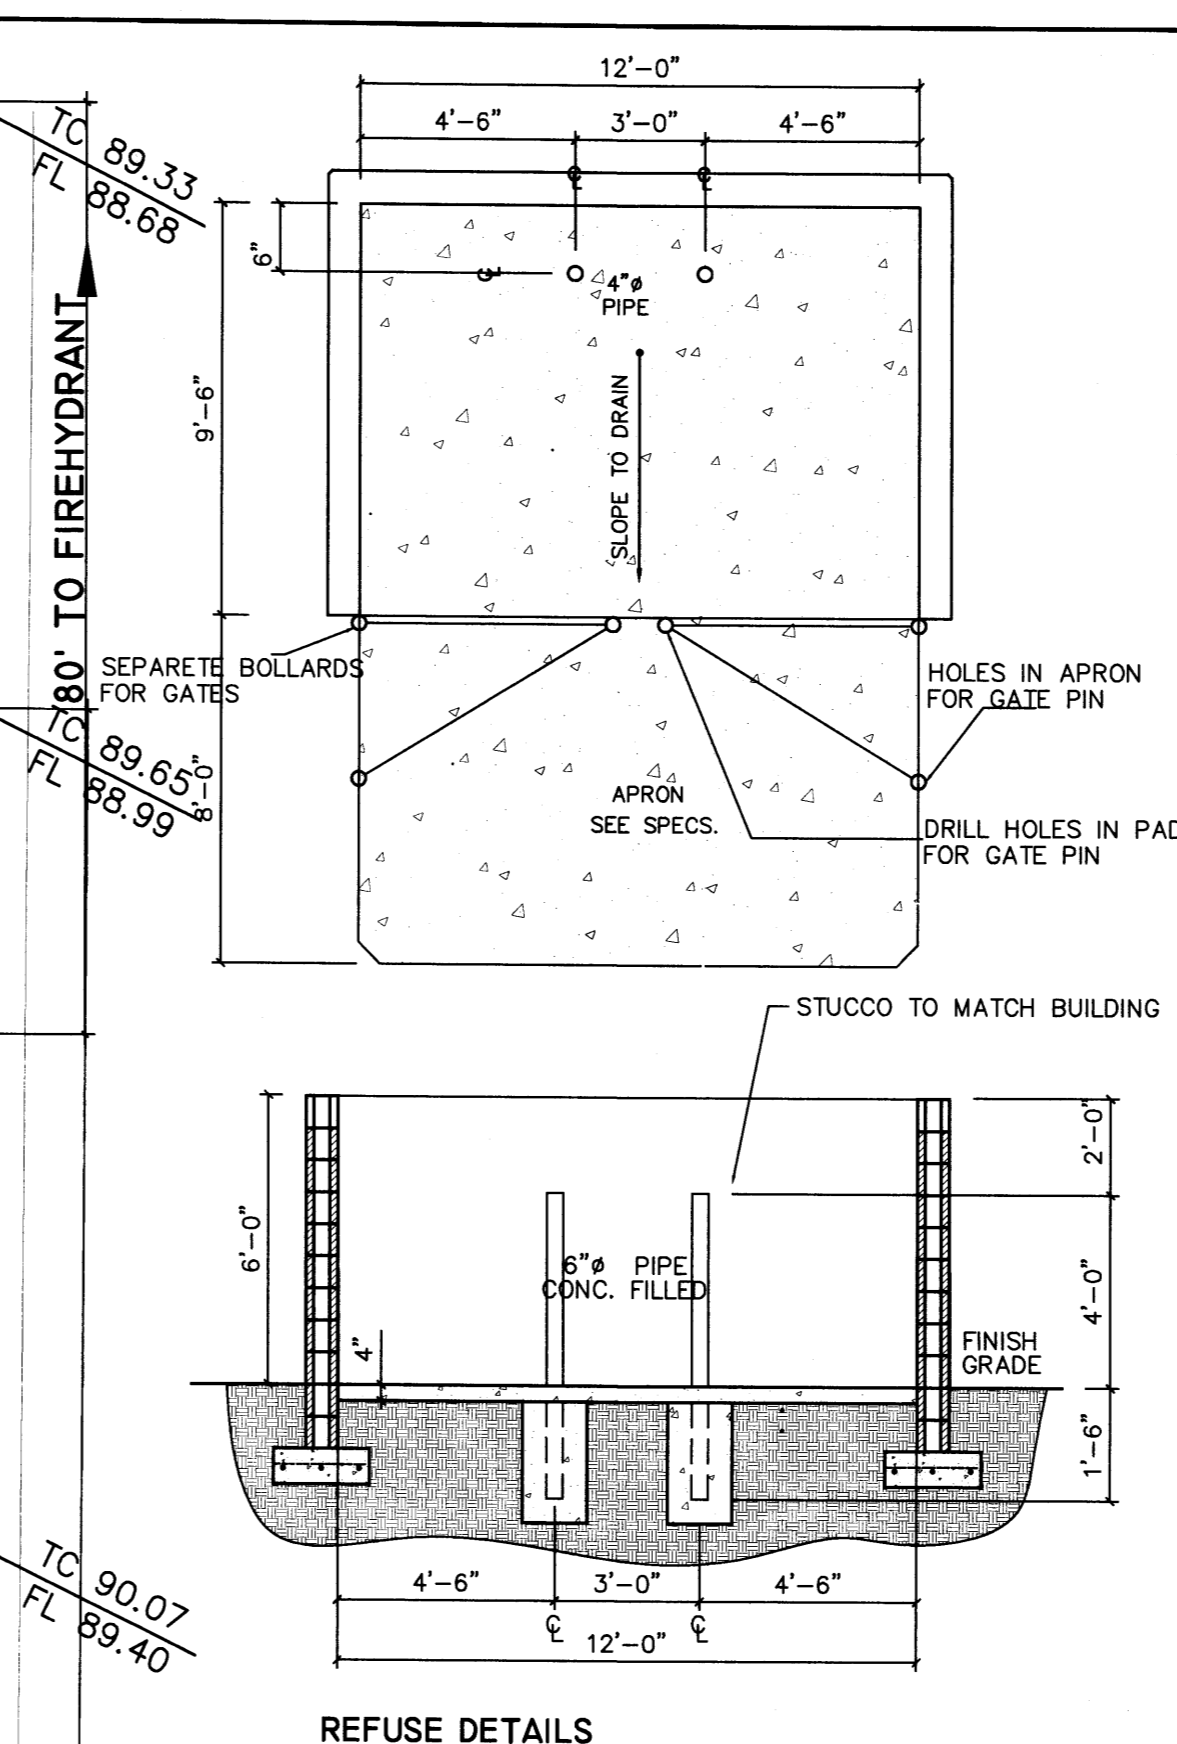 12'-0"
4'-6"
3'-0"
4'-6"
TC 89.33
FL 88.68
6"
4"ø
PIPE
9'-6"
SLOPE TO DRAIN
80' TO FIREHYDRANT
SEPARETE BOLLARDS
FOR GATES
HOLES IN APRON
FOR GATE PIN
TC 89.65
FL 88.99
8'-0"
APRON
SEE SPECS.
DRILL HOLES IN PAD
FOR GATE PIN
STUCCO TO MATCH BUILDING
2'-0"
6'-0"
6"ø PIPE
CONC. FILLED
4'-0"
4"
FINISH
GRADE
1'-6"
TC 90.07
FL 89.40
4'-6"
3'-0"
4'-6"
12'-0"
REFUSE DETAILS